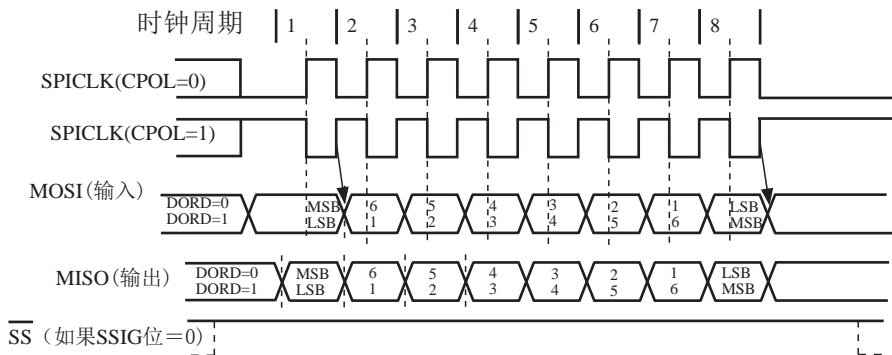 时钟周期 1 2 3 4 5 6 7 8
SPICLK(CPOL=0)
SPICLK(CPOL=1)
MOSI(输入)
DORD=0 MSB 6 5 4 3 2 1 LSB
DORD=1 LSB 1 2 3 4 5 6 MSB
MISO(输出)
DORD=0 MSB 6 5 4 3 2 1 LSB
DORD=1 LSB 1 2 3 4 5 6 MSB
SS(如果SSIG位=0)